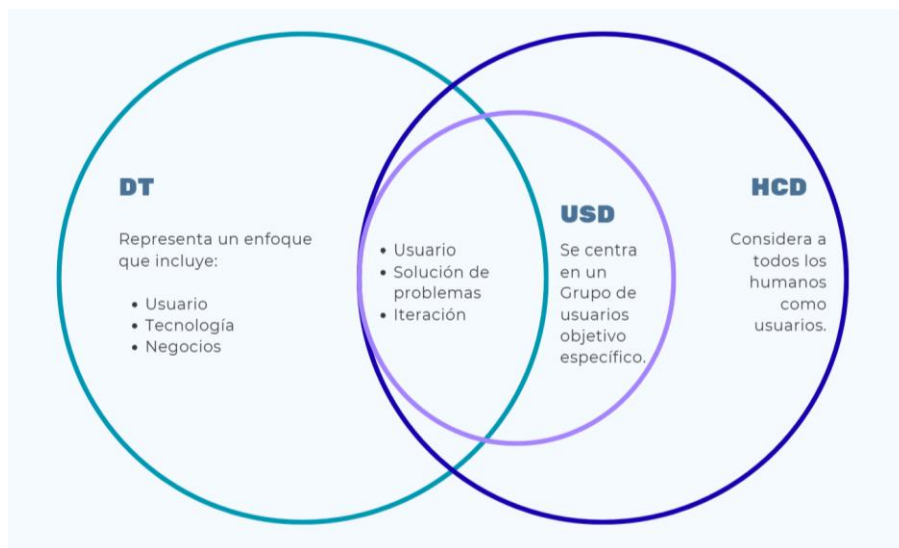 DT
Representa un enfoque
que incluye:
• Usuario
• Tecnología
• Negocios
• Usuario
• Solución de
problemas
• Iteración
USD
Se centra
en un
Grupo de
usuarios
objetivo
específico.
HCD
Considera a
todos los
humanos
como
usuarios.